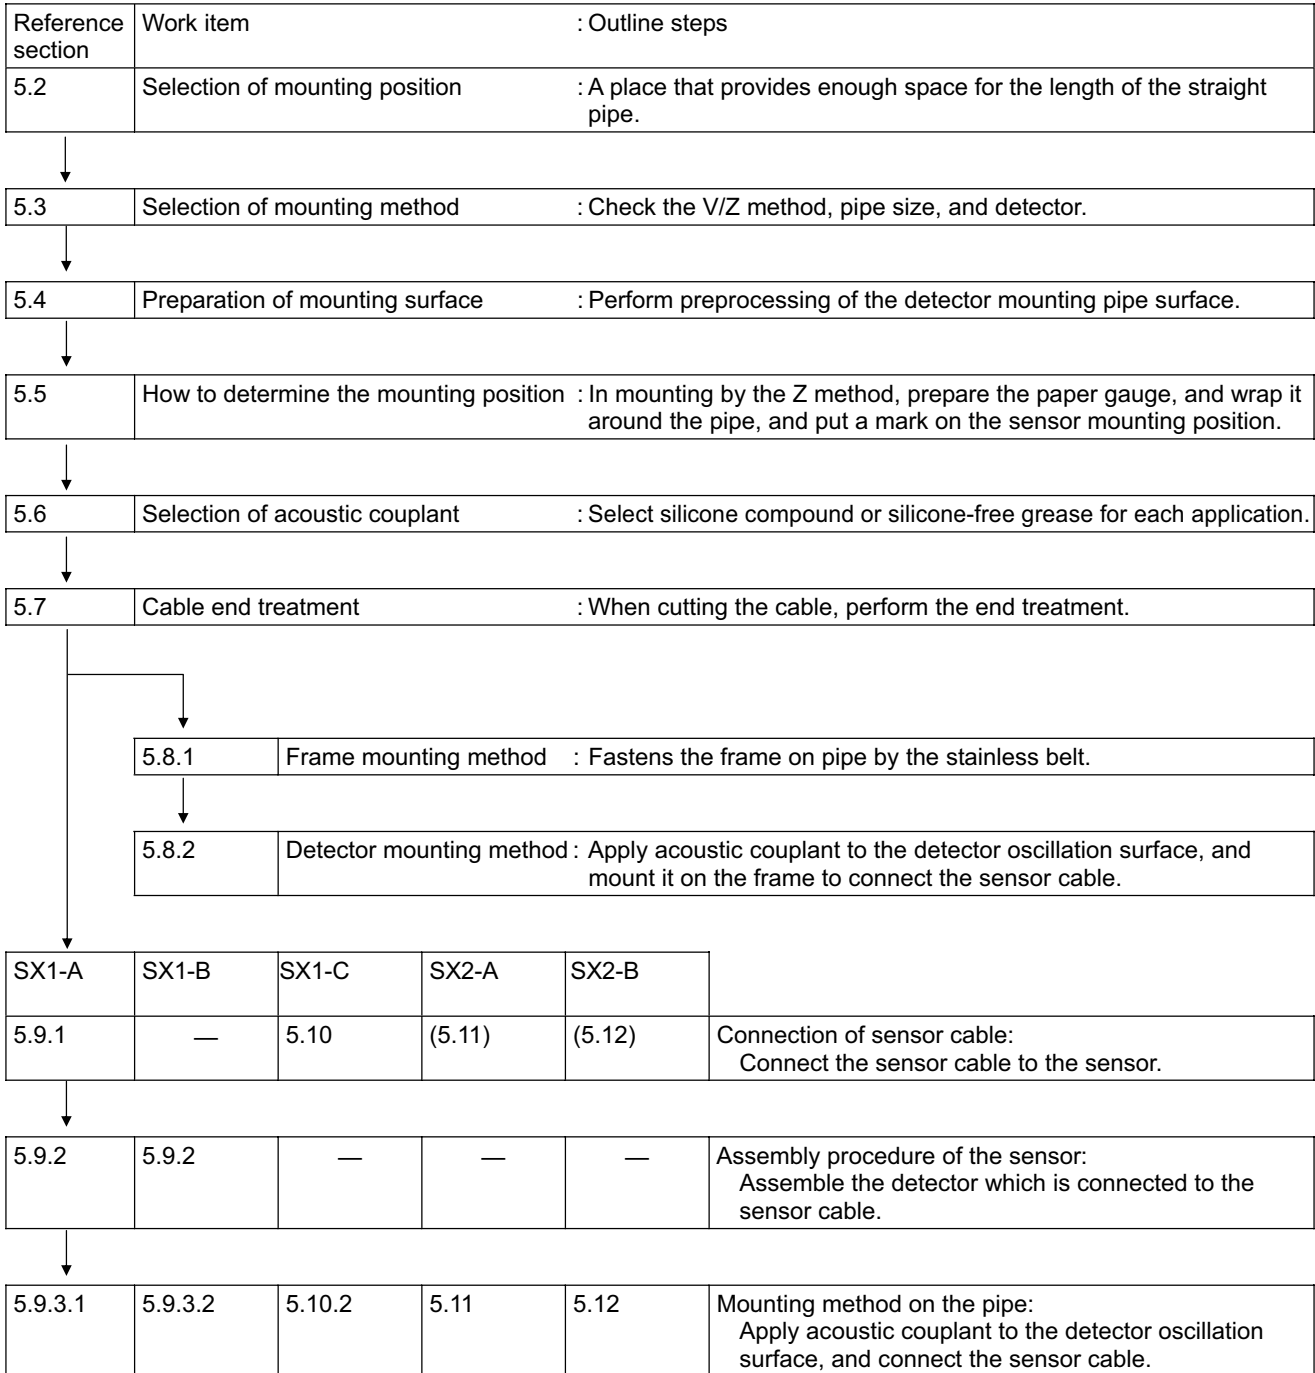 Reference Work item : Outline steps
section
5.2 Selection of mounting position : A place that provides enough space for the length of the straight
pipe.
5.3 Selection of mounting method : Check the V/Z method, pipe size, and detector.
5.4 Preparation of mounting surface : Perform preprocessing of the detector mounting pipe surface.
5.5 How to determine the mounting position : In mounting by the Z method, prepare the paper gauge, and wrap it
around the pipe, and put a mark on the sensor mounting position.
5.6 Selection of acoustic couplant : Select silicone compound or silicone-free grease for each application.
5.7 Cable end treatment : When cutting the cable, perform the end treatment.
5.8.1 Frame mounting method : Fastens the frame on pipe by the stainless belt.
5.8.2 Detector mounting method : Apply acoustic couplant to the detector oscillation surface, and
mount it on the frame to connect the sensor cable.
SX1-A SX1-B SX1-C SX2-A SX2-B
5.9.1 — 5.10 (5.11) (5.12) Connection of sensor cable:
Connect the sensor cable to the sensor.
5.9.2 5.9.2 — — — Assembly procedure of the sensor:
Assemble the detector which is connected to the
sensor cable.
5.9.3.1 5.9.3.2 5.10.2 5.11 5.12 Mounting method on the pipe:
Apply acoustic couplant to the detector oscillation
surface, and connect the sensor cable.